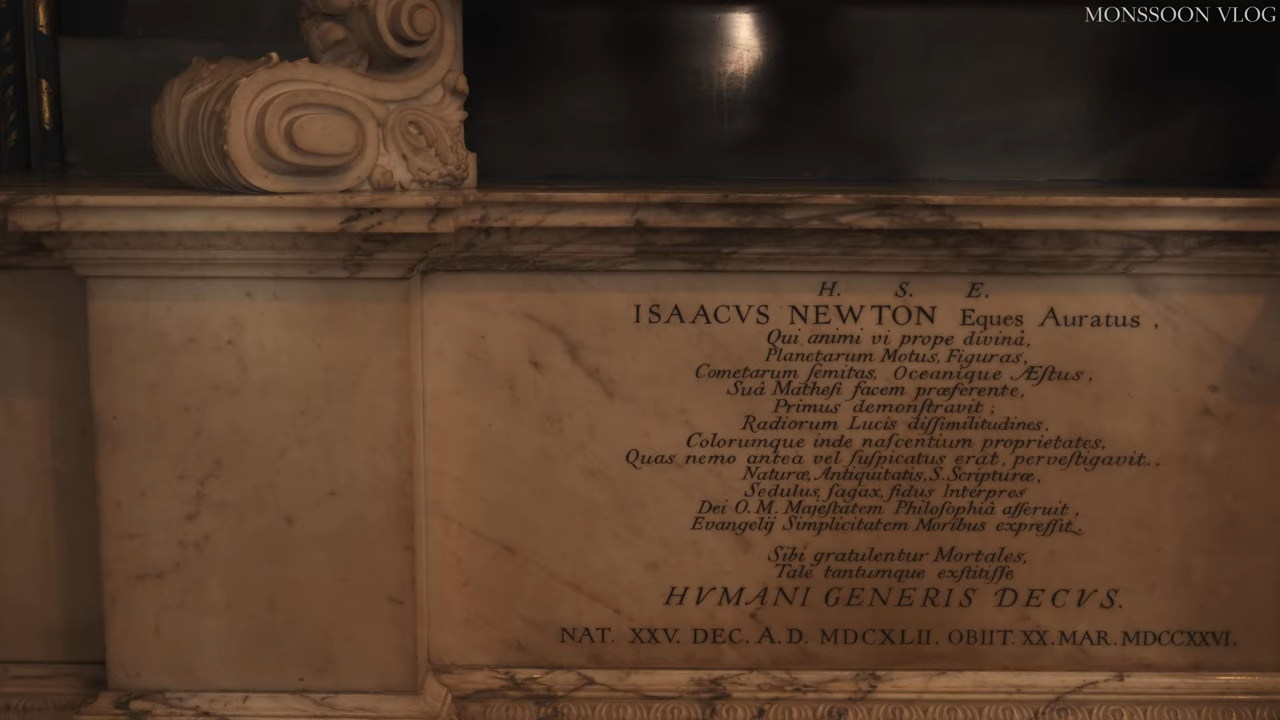 MONSSOON VLOG
H. S. E.
ISAACVS NEWTON Eques Auratus,
Qui animi vi prope divinâ,
Planetarum Motus, Figuras,
Cometarum ſemitas, Oceanique Æſtus,
Suâ Matheſi facem præferente,
Primus demonſtravit;
Radiorum Lucis diſſimilitudines,
Colorumque inde naſcentium proprietates,
Quas nemo antea vel ſuſpicatus erat, perveſtigavit.
Naturæ, Antiquitatis, S. Scripturæ,
Sedulus, ſagax, fidus Interpres
Dei O. M. Majeſtatem Philoſophiâ aſſeruit,
Evangelij Simplicitatem Moribus expreſſit.
Sibi gratulentur Mortales,
Tale tantumque exſtitiſſe
HVMANI GENERIS DECVS.
NAT. XXV. DEC. A.D. MDCXLII. OBIIT. XX. MAR. MDCCXXVI.